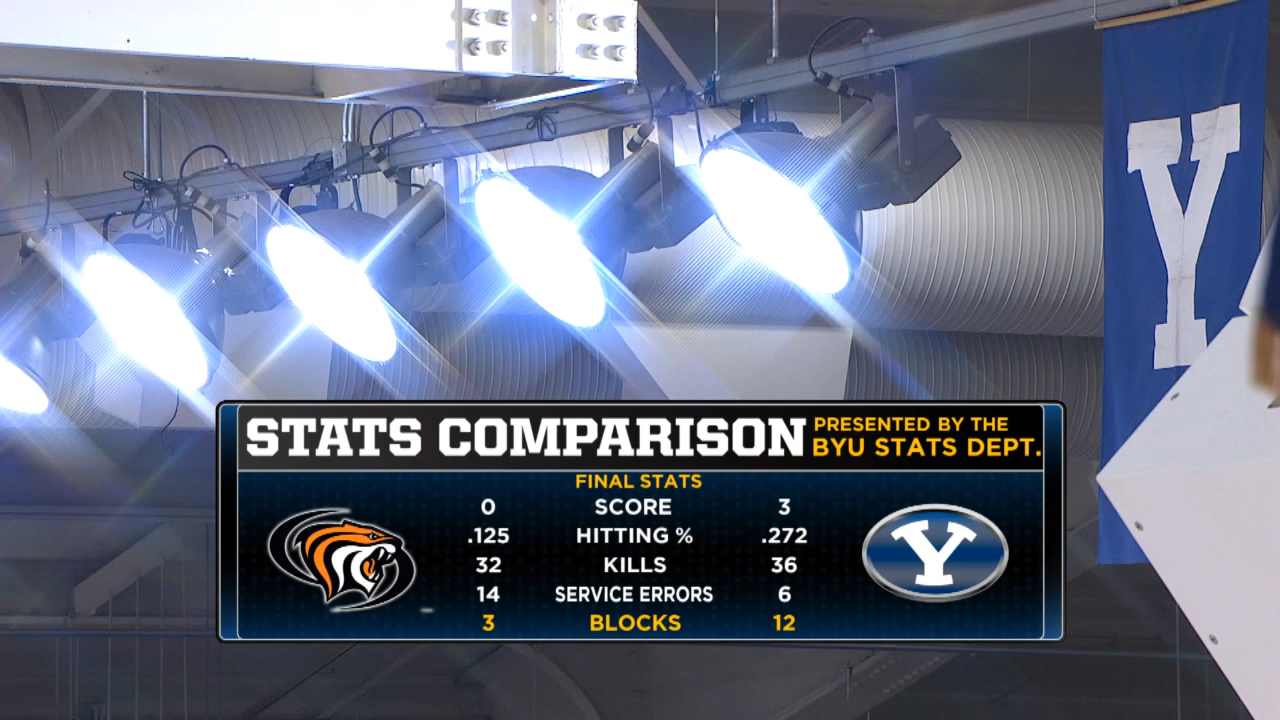 Y
STATS COMPARISON
PRESENTED BY THE
BYU STATS DEPT.
FINAL STATS
0 SCORE 3
.125 HITTING % .272
32 KILLS 36
14 SERVICE ERRORS 6
3 BLOCKS 12
Y